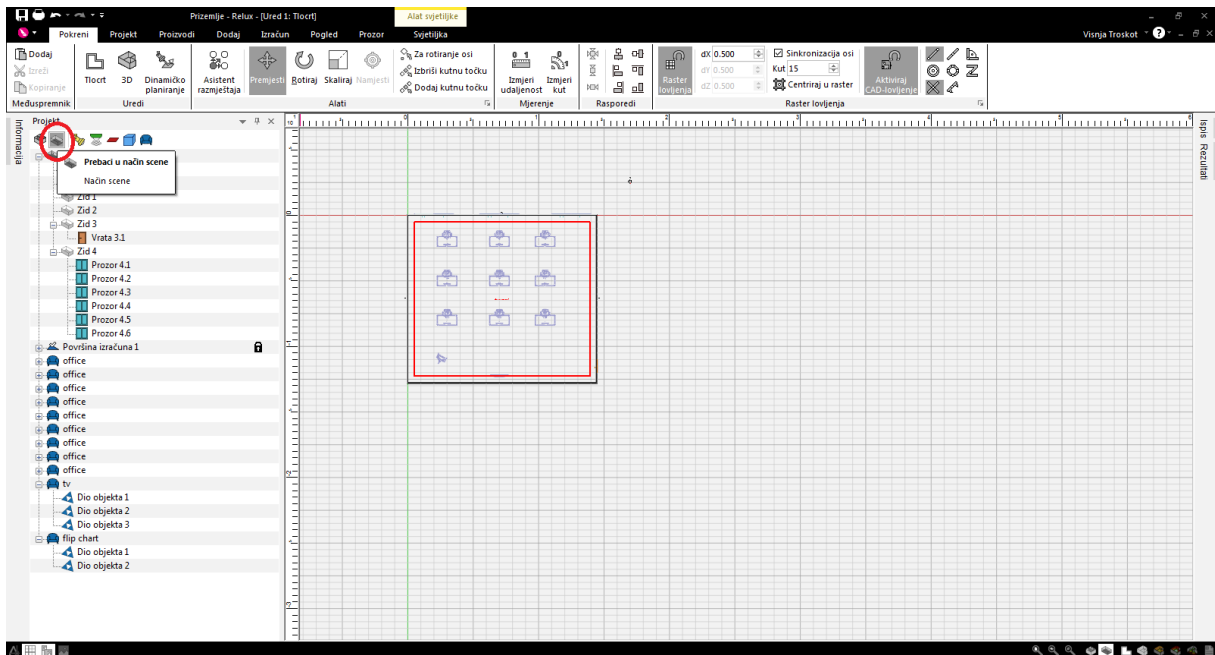 Prizemlje - Relux - [Ured 1: Tlocrt]
Alat svjetiljke
Pokreni Projekt Proizvodi Dodaj Izračun Pogled Prozor Svjetiljka
Visnja Troskot
Dodaj
Izreži
Kopiranje
Međuspremnik
Tlocrt
3D
Dinamičko planiranje
Uredi
Asistent razmještaja
Premjesti
Rotiraj
Skaliraj
Namjesti
Za rotiranje osi
Izbriši kutnu točku
Dodaj kutnu točku
Alati
Izmjeri udaljenost
Izmjeri kut
Mjerenje
Rasporedi
Raster lovljenja
dX 0.500
dY 0.500
dZ 0.500
Sinkronizacija osi
Kut 15
Centriraj u raster
Aktiviraj CAD-lovljenje
Raster lovljenja
Informacija
Projekt
Prebaci u način scene
Način scene
Zid 1
Zid 2
Zid 3
Vrata 3.1
Zid 4
Prozor 4.1
Prozor 4.2
Prozor 4.3
Prozor 4.4
Prozor 4.5
Prozor 4.6
Površina izračuna 1
office
office
office
office
office
office
office
office
office
tv
Dio objekta 1
Dio objekta 2
Dio objekta 3
flip chart
Dio objekta 1
Dio objekta 2
Ispis
Rezultati